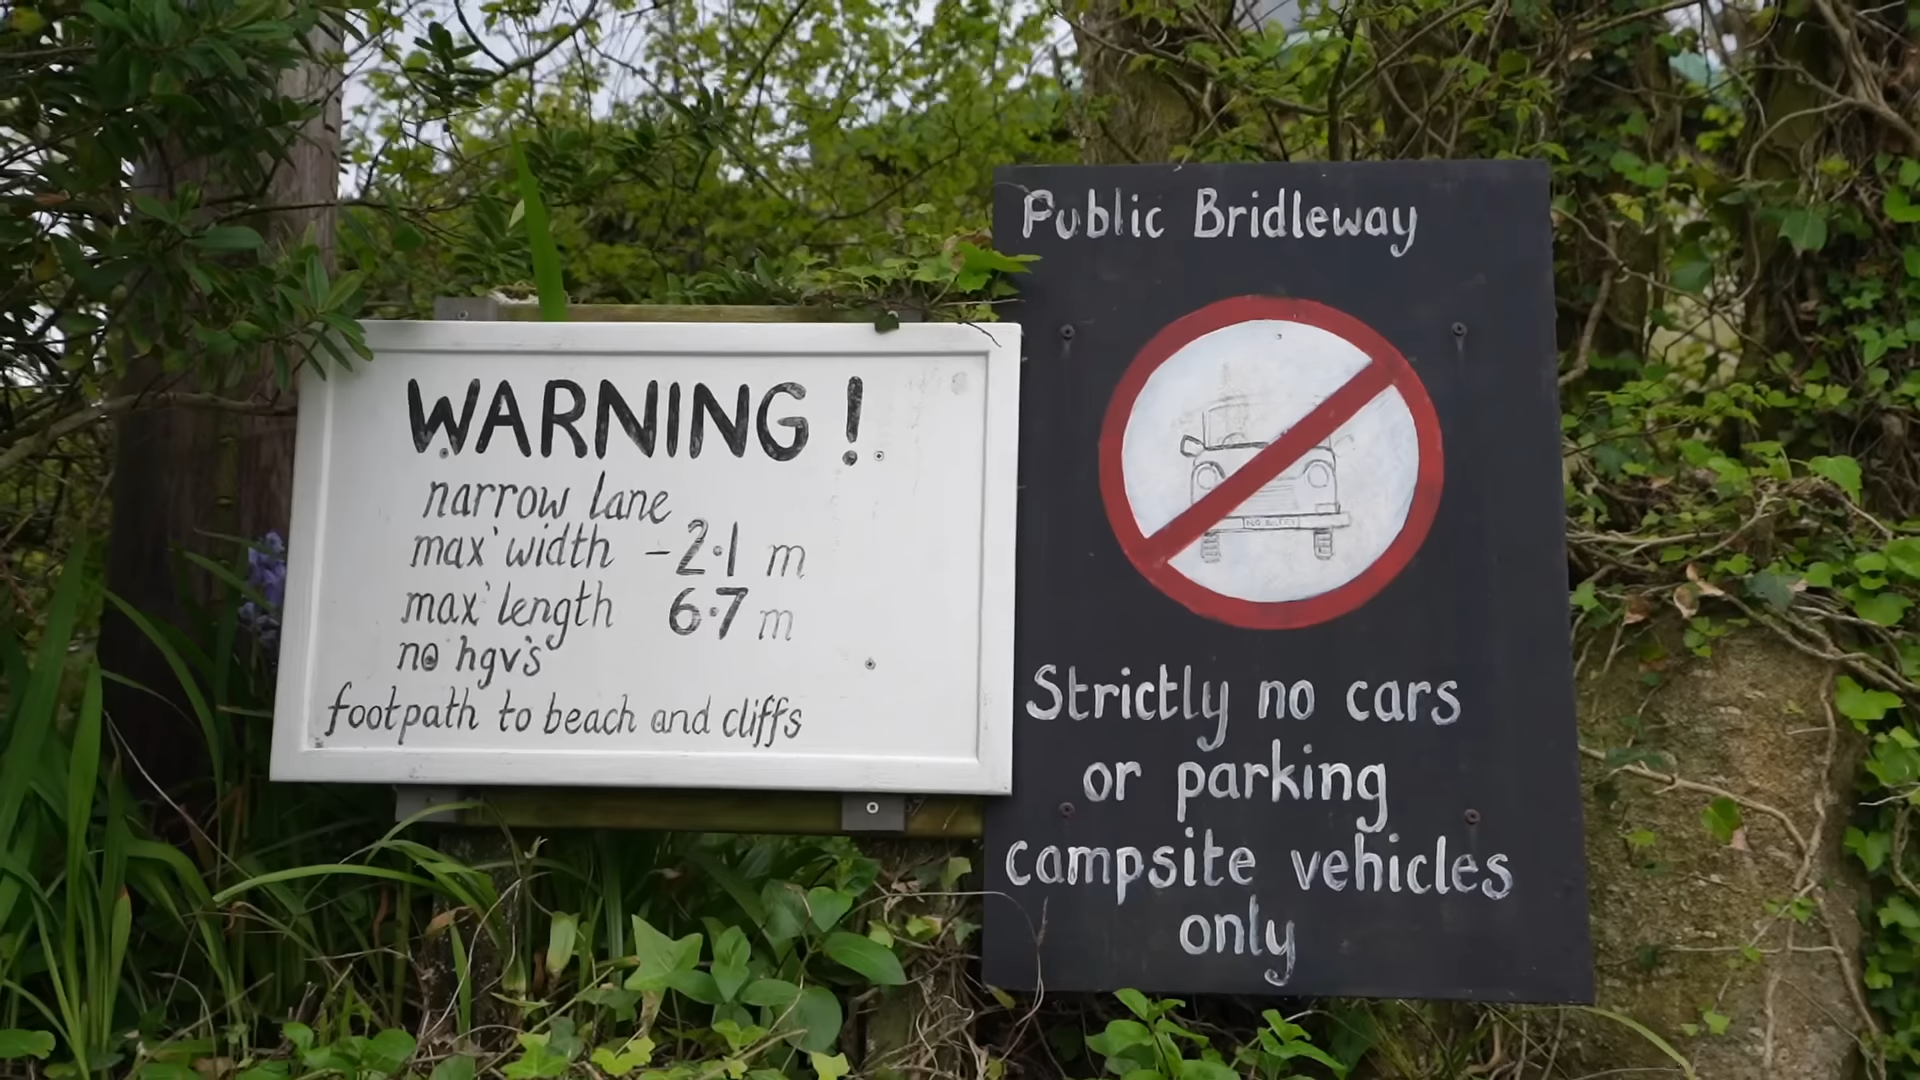 WARNING!
narrow lane
max' width - 2.1 m
max' length 6.7 m
no hgv's
footpath to beach and cliffs
Public Bridleway
Strictly no cars
or parking
campsite vehicles
only